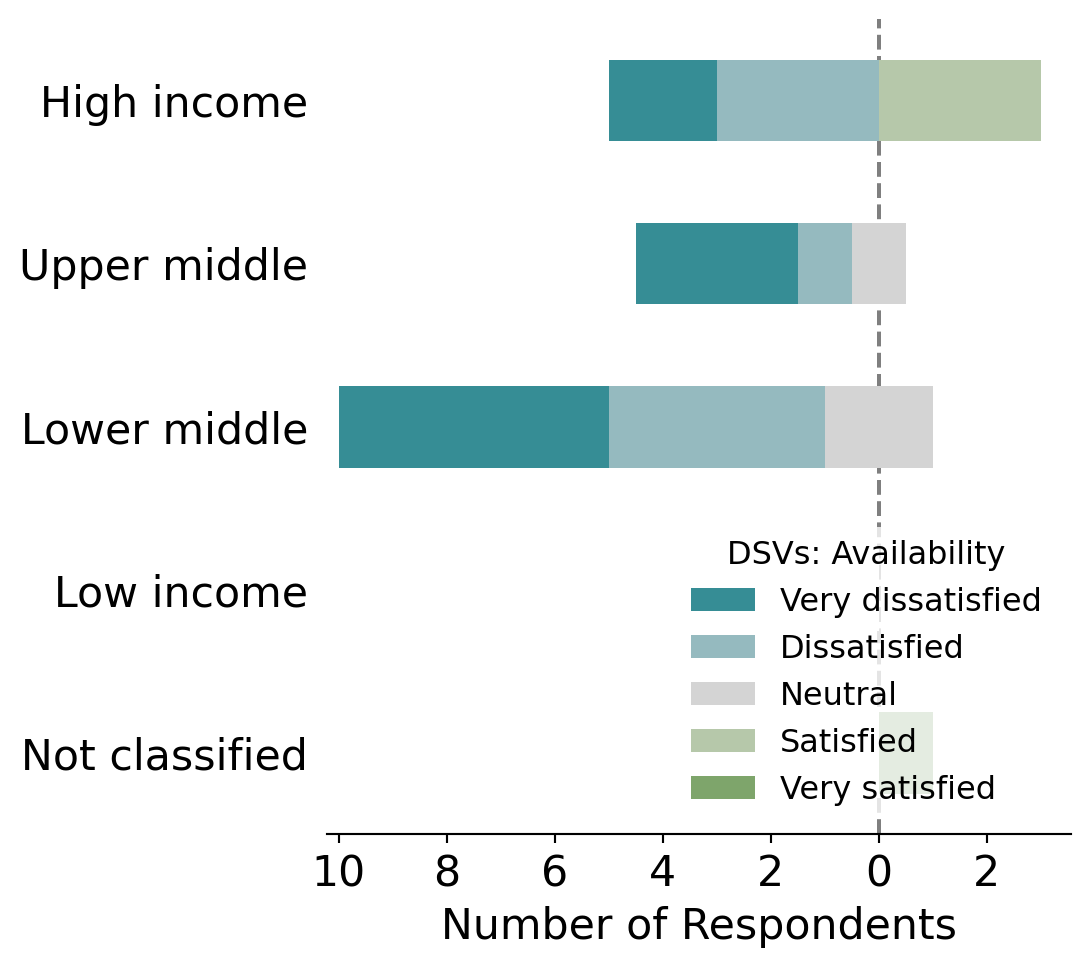 High income
Upper middle
Lower middle
Low income
Not classified
DSVs: Availability
Very dissatisfied
Dissatisfied
Neutral
Satisfied
Very satisfied
10 8 6 4 2 0 2
Number of Respondents